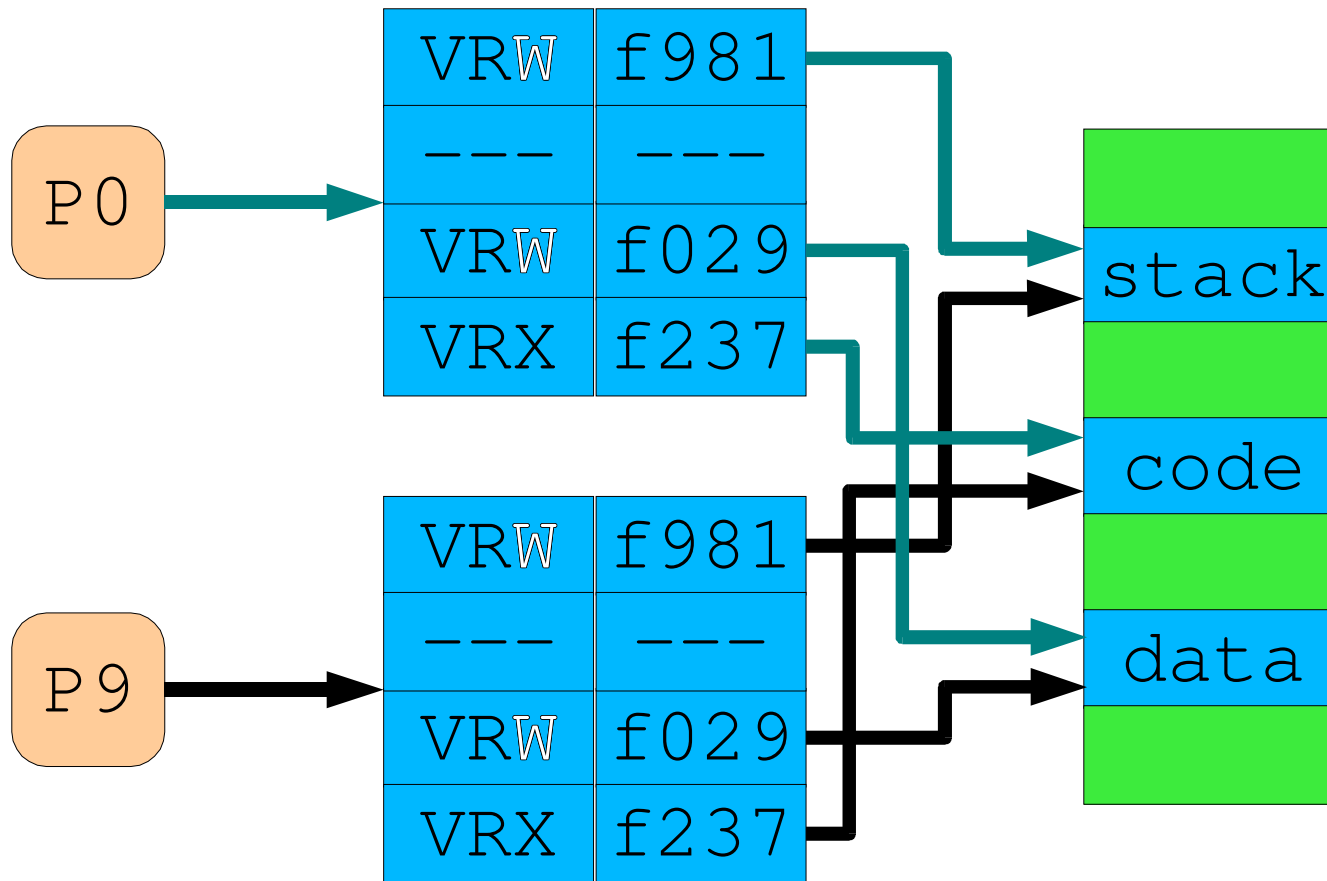 P0
VRW f981
--- ---
VRW f029
VRX f237
P9
VRW f981
--- ---
VRW f029
VRX f237
stack
code
data